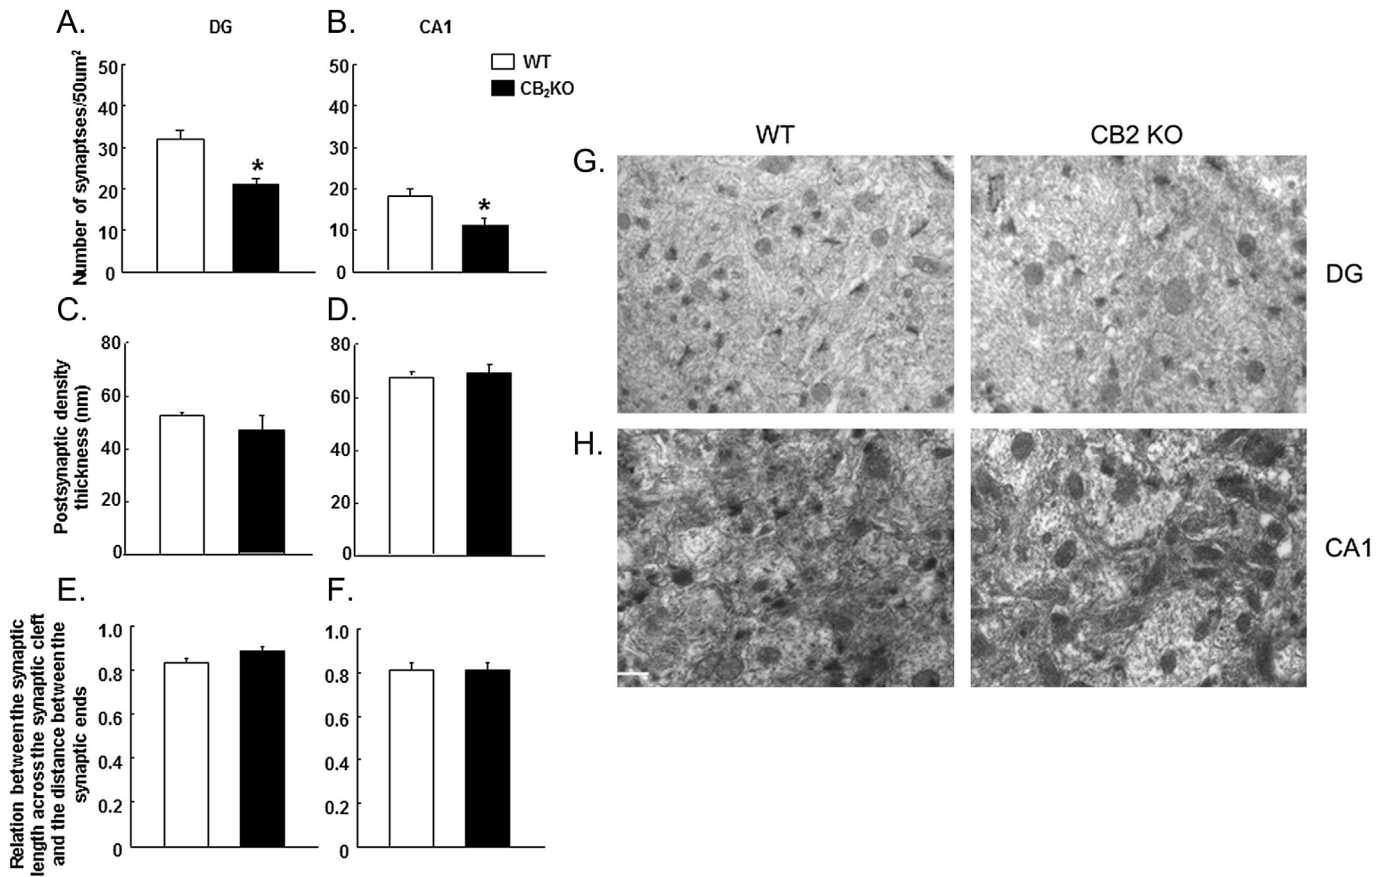 A.
DG
B.
CA1
WT
CB₂KO
Number of synaptses/50um²
50
40
30
20
10
0
50
40
30
20
10
0
C.
D.
Postsynaptic density
thickness (nm)
80
60
40
20
0
80
60
40
20
0
E.
F.
Relation between the synaptic
length across the synaptic cleft
and the distance between the
synaptic ends
1.0
0.8
0.6
0.4
0.2
0
1.0
0.8
0.6
0.4
0.2
0
*
*
WT
CB2 KO
G.
DG
H.
CA1